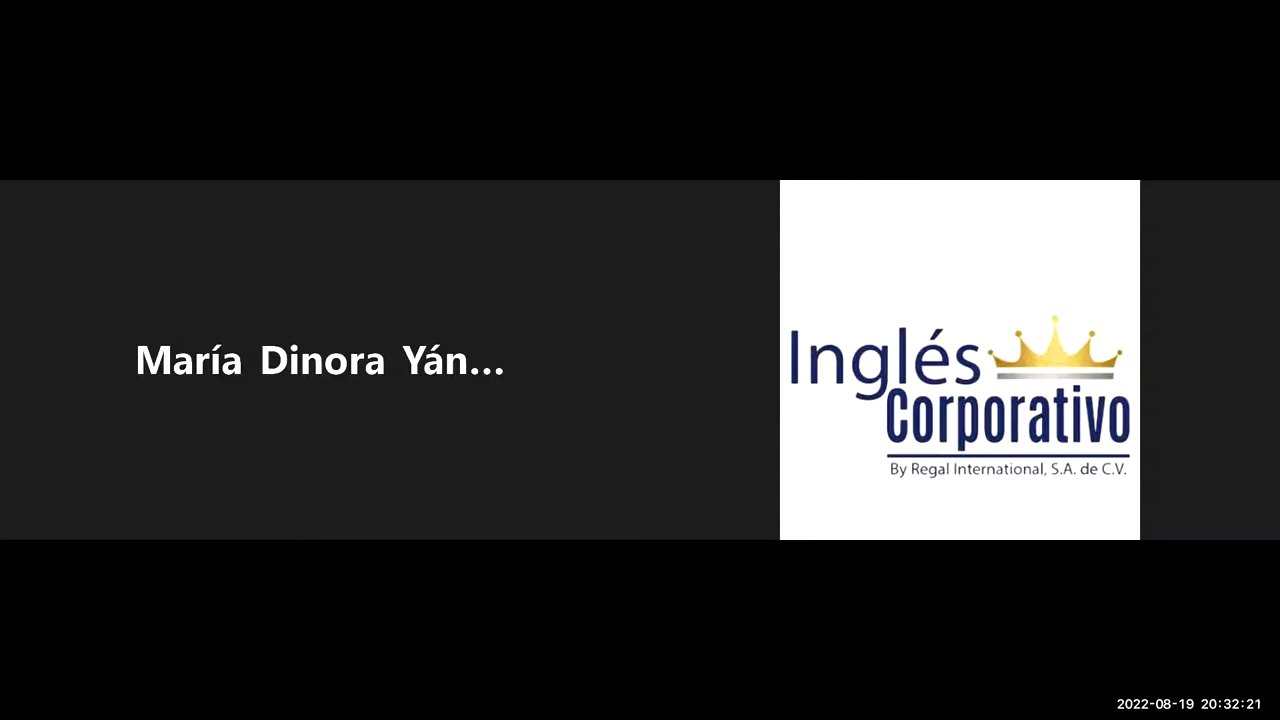 María Dinora Yán...
Inglés
Corporativo
By Regal International, S.A. de C.V.
2022-08-19 20:32:21